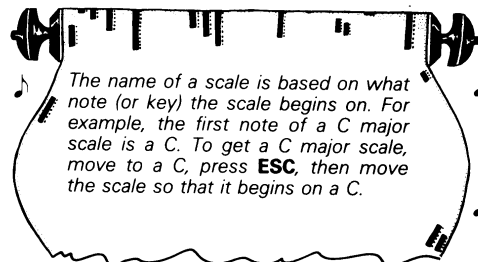 The name of a scale is based on what
note (or key) the scale begins on. For
example, the first note of a C major
scale is a C. To get a C major scale,
move to a C, press ESC, then move
the scale so that it begins on a C.